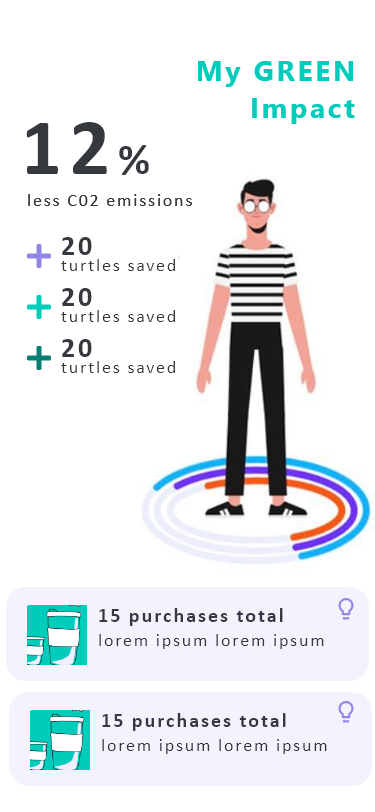 My GREEN
Impact
12%
less C02 emissions
20
turtles saved
20
turtles saved
20
turtles saved
15 purchases total
lorem ipsum lorem ipsum
15 purchases total
lorem ipsum lorem ipsum